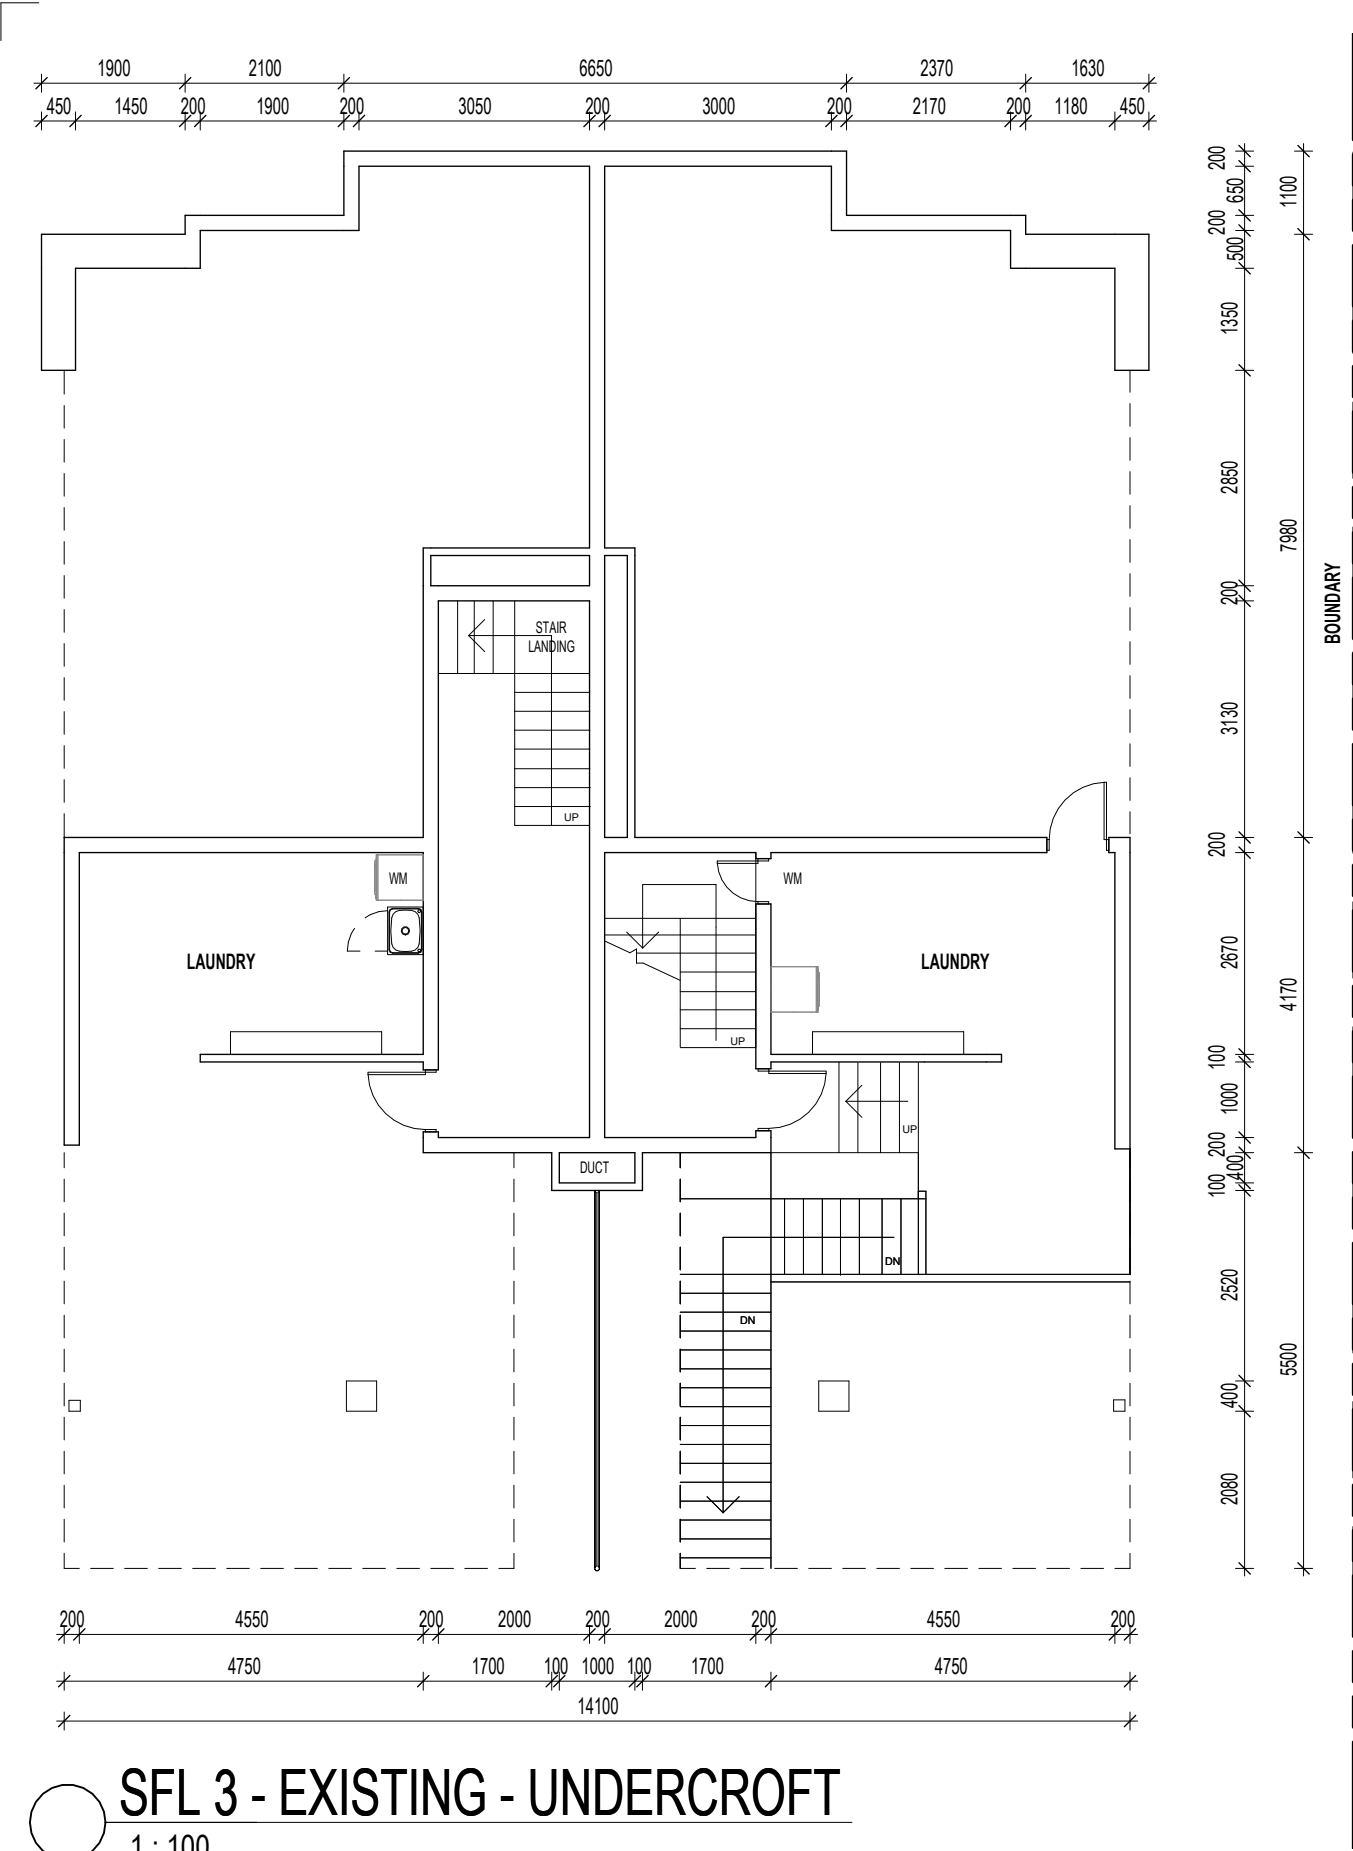 1900 2100 6650 2370 1630
450 1450 200 1900 200 3050 200 3000 200 2170 200 1180 450
200
650
200
500
1350
2850
200
3130
200
2670
100
1000
200
400
100
2520
400
2080
1100
7980
4170
5500
BOUNDARY
STAIR
LANDING
UP
WM
WM
LAUNDRY
LAUNDRY
UP
UP
DUCT
DN
DN
200 4550 200 2000 200 2000 200 4550 200
4750 1700 100 1000 100 1700 4750
14100
SFL 3 - EXISTING - UNDERCROFT
1 : 100